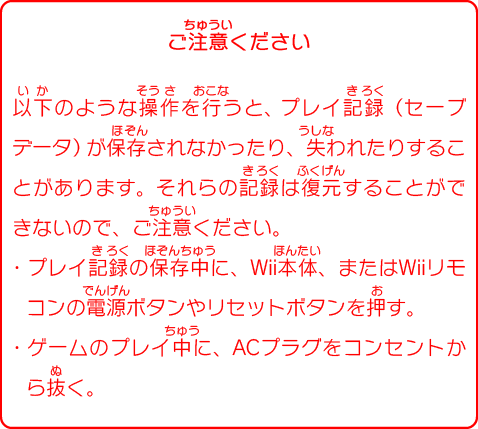 ご注意ください
以下のような操作を行うと、プレイ記録（セーブ
データ）が保存されなかったり、失われたりするこ
とがあります。それらの記録は復元することがで
きないので、ご注意ください。
・プレイ記録の保存中に、Wii本体、またはWiiリモ
コンの電源ボタンやリセットボタンを押す。
・ゲームのプレイ中に、ACプラグをコンセントか
ら抜く。